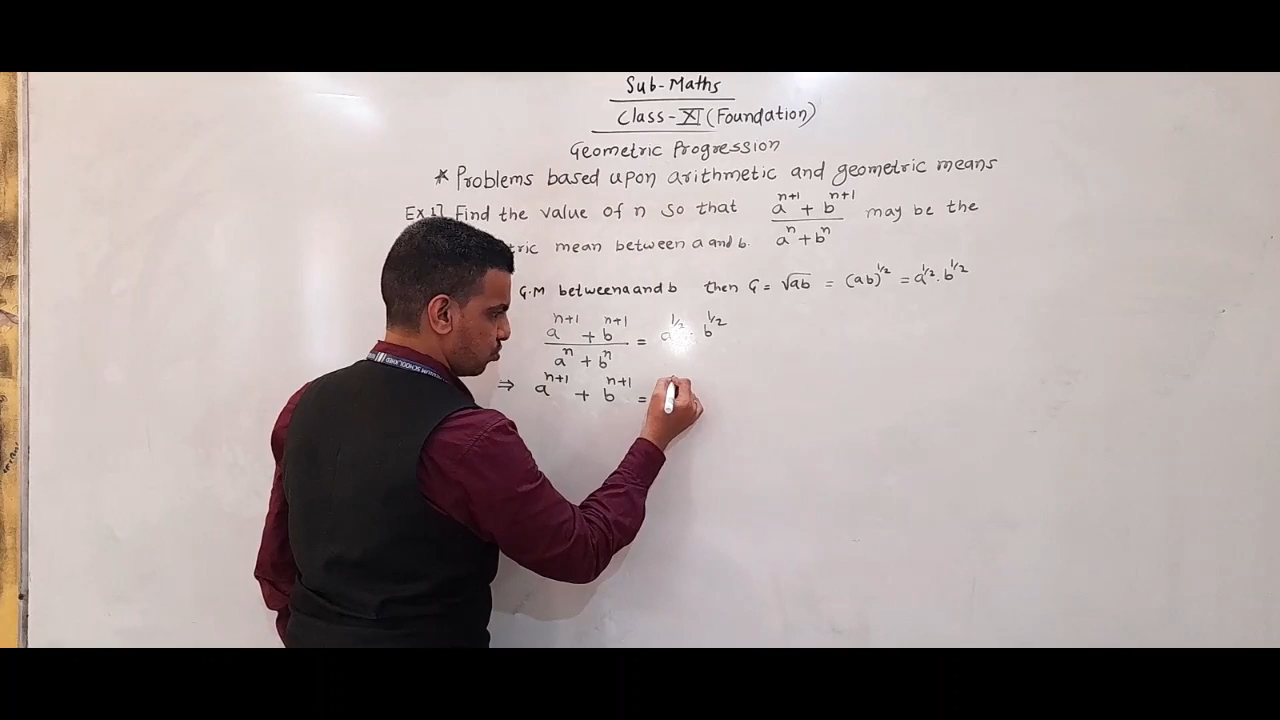 Sub-Maths
Class-XI (Foundation)
Geometric Progression
* Problems based upon arithmetic and geometric means
Ex 1] Find the value of n so that (a^{n+1} + b^{n+1})/(a^n + b^n) may be the
tric mean between a and b.
G.M between a and b then G = √ab = (ab)^{1/2} = a^{1/2} . b^{1/2}
(a^{n+1} + b^{n+1})/(a^n + b^n) = a^{1/2} . b^{1/2}
⇒ a^{n+1} + b^{n+1} =